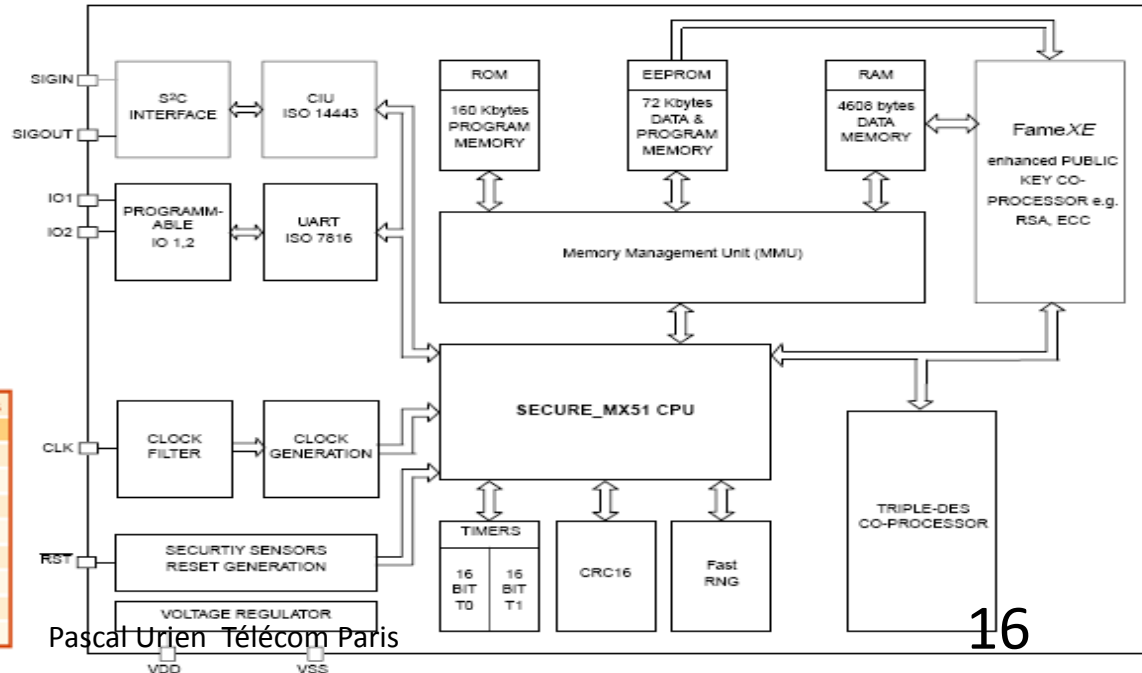 SIGIN
SIGOUT
S²C
INTERFACE
CIU
ISO 14443
IO1
IO2
PROGRAMM-
ABLE
IO 1,2
UART
ISO 7816
ROM
160 Kbytes
PROGRAM
MEMORY
EEPROM
72 Kbytes
DATA &
PROGRAM
MEMORY
RAM
4608 bytes
DATA
MEMORY
FameXE
enhanced PUBLIC
KEY CO-
PROCESSOR e.g.
RSA, ECC
Memory Management Unit (MMU)
SECURE_MX51 CPU
CLK
CLOCK
FILTER
CLOCK
GENERATION
RST
SECURTIY SENSORS
RESET GENERATION
VOLTAGE REGULATOR
TIMERS
16
BIT
T0
16
BIT
T1
CRC16
Fast
RNG
TRIPLE-DES
CO-PROCESSOR
Pascal Urien Télécom Paris
16
VDD
VSS